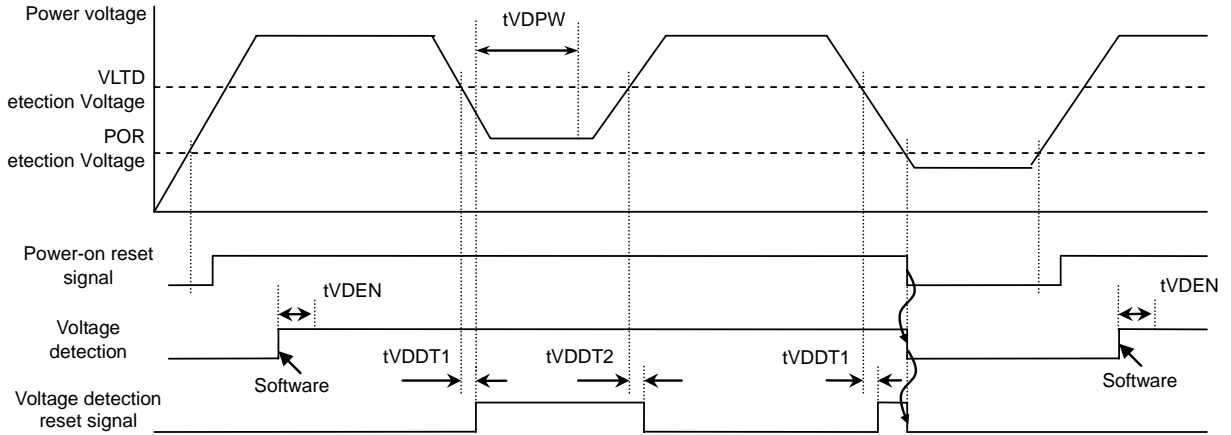 Power voltage
tVDPW
VLTD
etection Voltage
POR
etection Voltage
Power-on reset
signal
tVDEN
tVDEN
Voltage
detection
Software
tVDDT1
tVDDT2
tVDDT1
Software
Voltage detection
reset signal